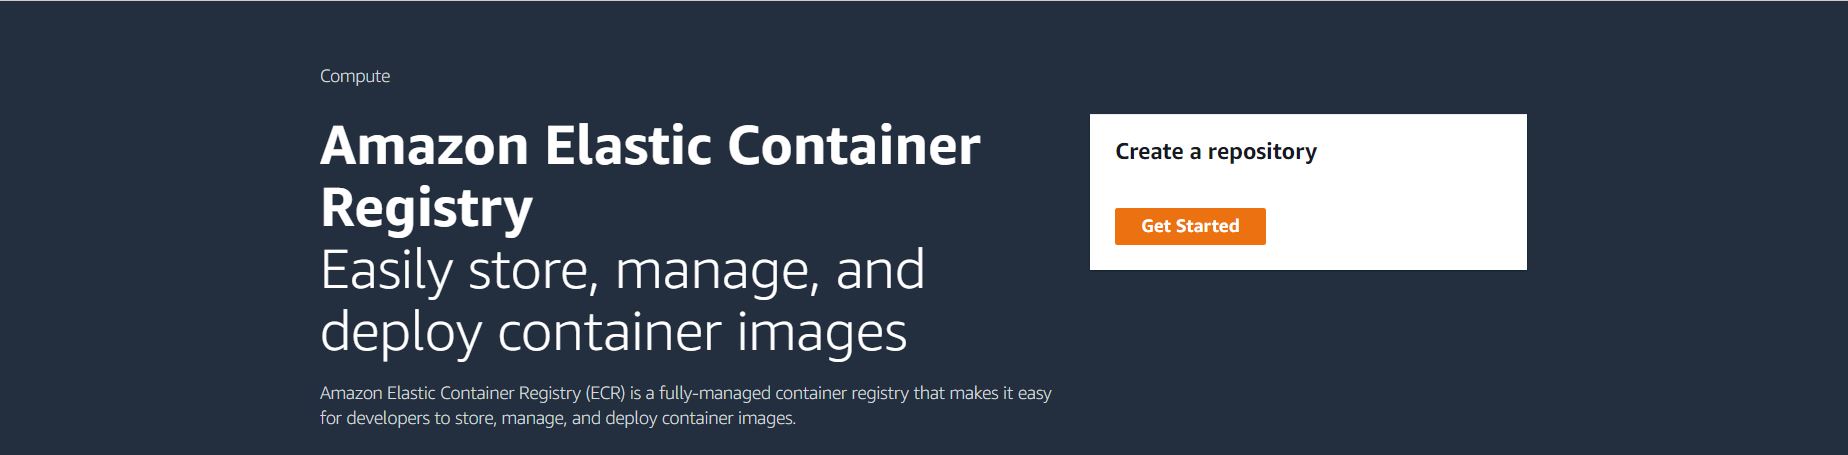 Compute
Amazon Elastic Container
Registry
Easily store, manage, and
deploy container images
Amazon Elastic Container Registry (ECR) is a fully-managed container registry that makes it easy
for developers to store, manage, and deploy container images.
Create a repository
Get Started